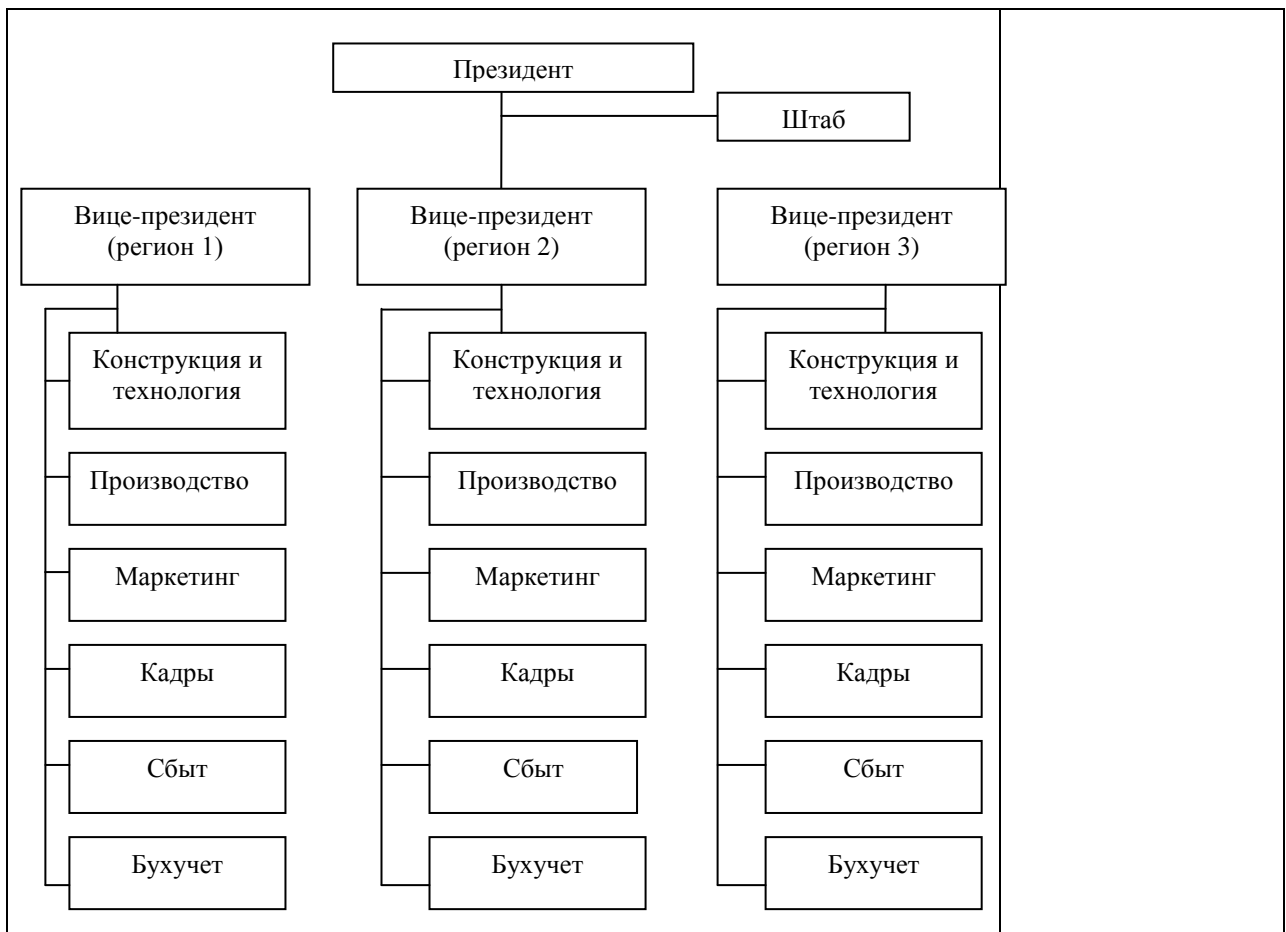 Президент
Штаб
Вице-президент
(регион 1)
Вице-президент
(регион 2)
Вице-президент
(регион 3)
Конструкция и
технология
Конструкция и
технология
Конструкция и
технология
Производство
Производство
Производство
Маркетинг
Маркетинг
Маркетинг
Кадры
Кадры
Кадры
Сбыт
Сбыт
Сбыт
Бухучет
Бухучет
Бухучет